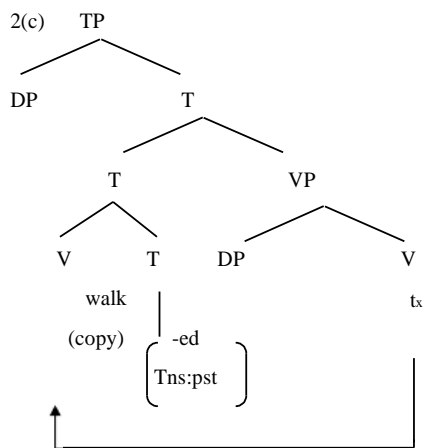 2(c) TP
DP T
T VP
V T DP V
walk tx
(copy) -ed
Tns:pst